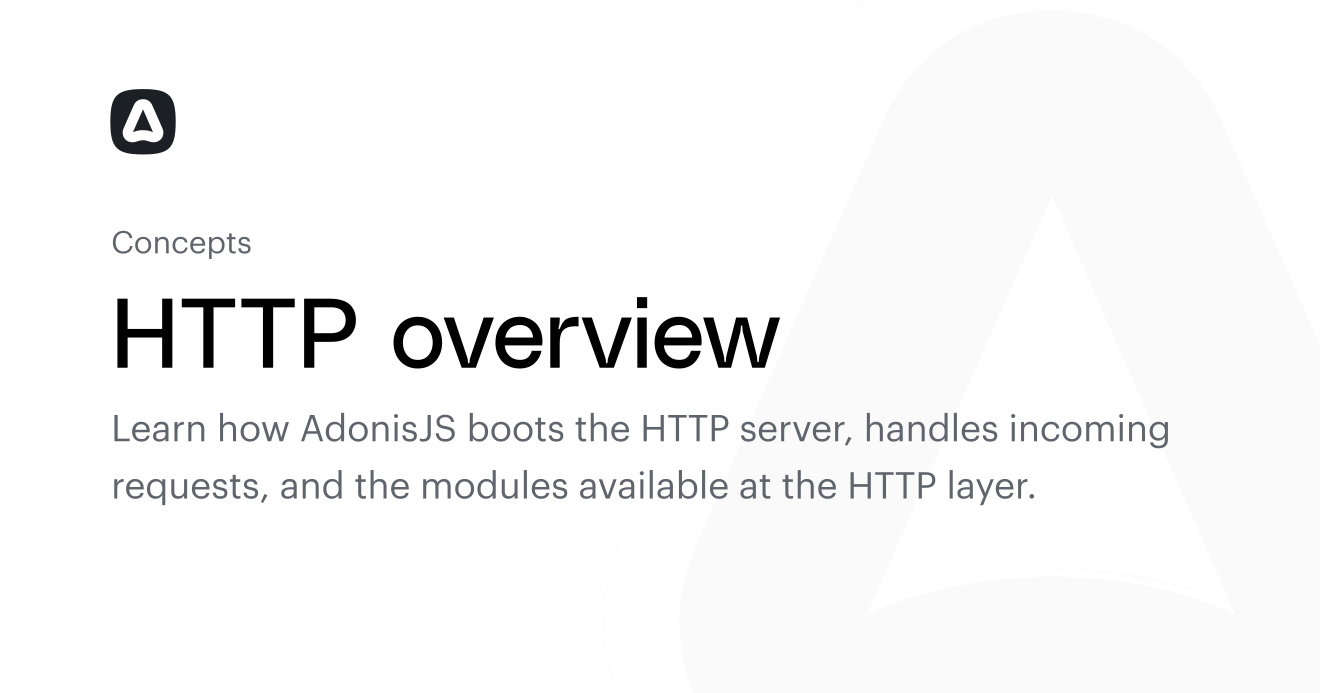 Concepts
HTTP overview
Learn how AdonisJS boots the HTTP server, handles incoming
requests, and the modules available at the HTTP layer.